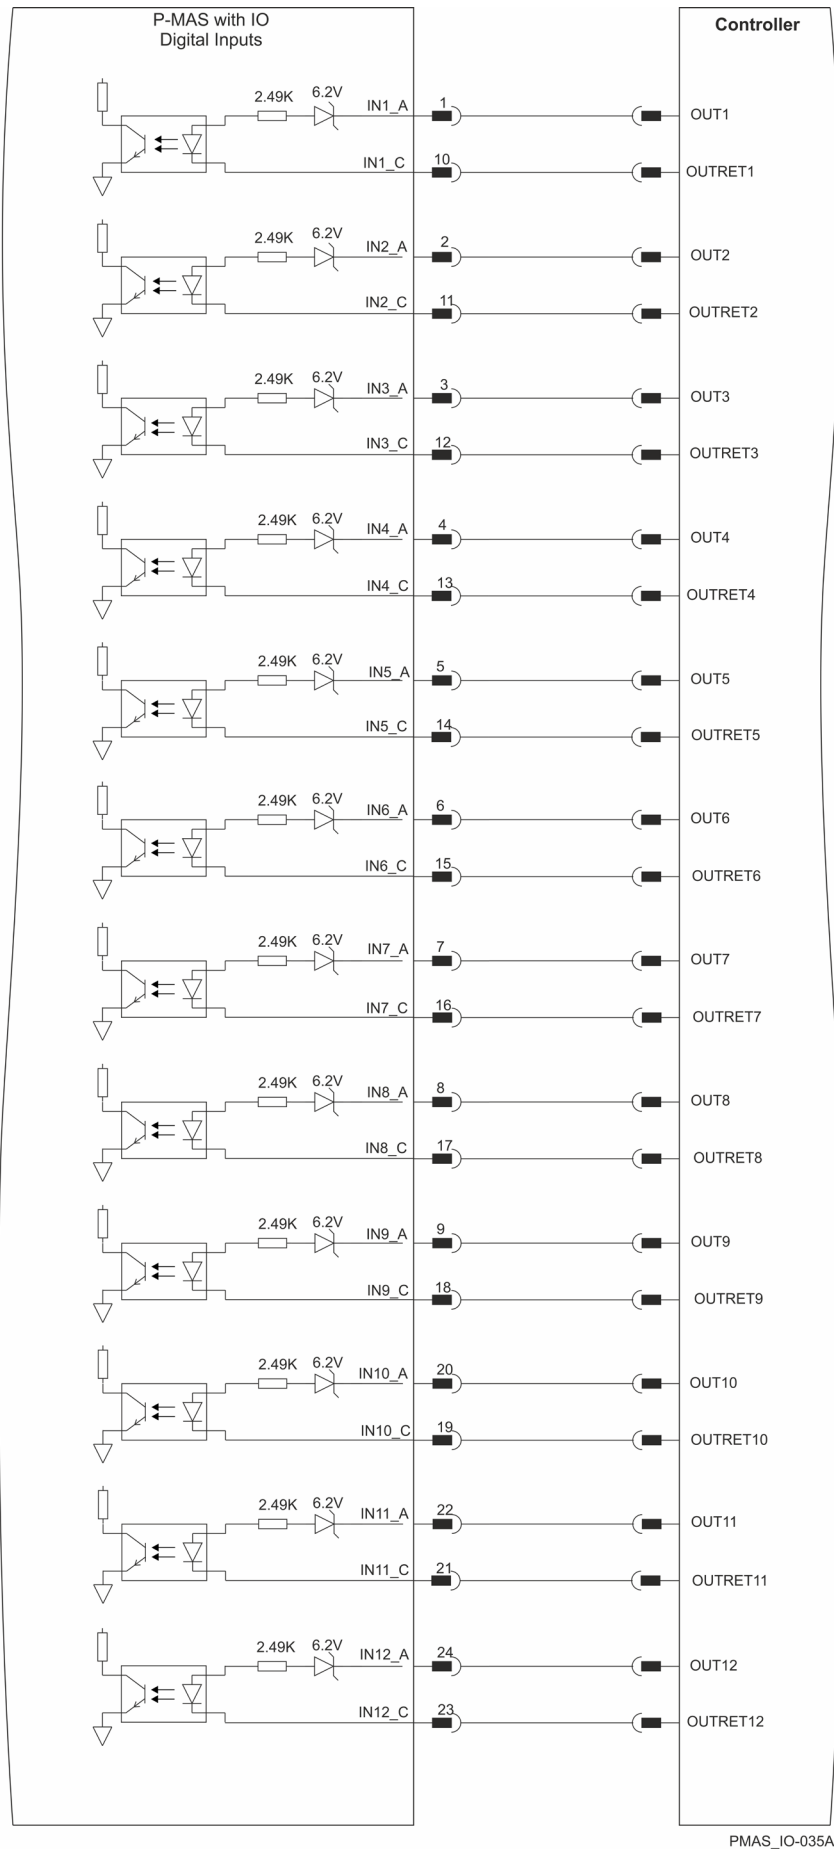 P-MAS with IO
Digital Inputs
Controller
2.49K 6.2V IN1_A 1 OUT1
IN1_C 10 OUTRET1
2.49K 6.2V IN2_A 2 OUT2
IN2_C 11 OUTRET2
2.49K 6.2V IN3_A 3 OUT3
IN3_C 12 OUTRET3
2.49K 6.2V IN4_A 4 OUT4
IN4_C 13 OUTRET4
2.49K 6.2V IN5_A 5 OUT5
IN5_C 14 OUTRET5
2.49K 6.2V IN6_A 6 OUT6
IN6_C 15 OUTRET6
2.49K 6.2V IN7_A 7 OUT7
IN7_C 16 OUTRET7
2.49K 6.2V IN8_A 8 OUT8
IN8_C 17 OUTRET8
2.49K 6.2V IN9_A 9 OUT9
IN9_C 18 OUTRET9
2.49K 6.2V IN10_A 20 OUT10
IN10_C 19 OUTRET10
2.49K 6.2V IN11_A 22 OUT11
IN11_C 21 OUTRET11
2.49K 6.2V IN12_A 24 OUT12
IN12_C 23 OUTRET12
PMAS_IO-035A